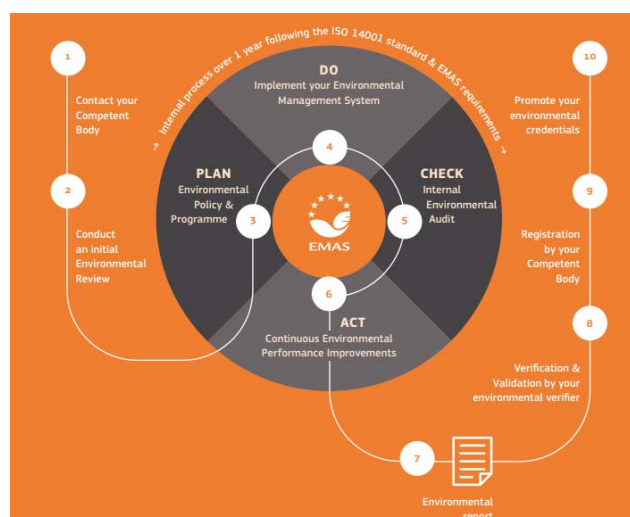 → Internal process over 1 year following the ISO 14001 standard & EMAS requirements →
1
Contact your
Competent
Body
2
Conduct
an initial
Environmental
Review
PLAN
Environmental
Policy &
Programme
3
DO
Implement your Environmental
Management System
4
CHECK
Internal
Environmental
Audit
5
EMAS
6
ACT
Continuous Environmental
Performance Improvements
7
Environmental
report
8
Verification &
Validation by your
environmental verifier
9
Registration
by your
Competent
Body
10
Promote your
environmental
credentials